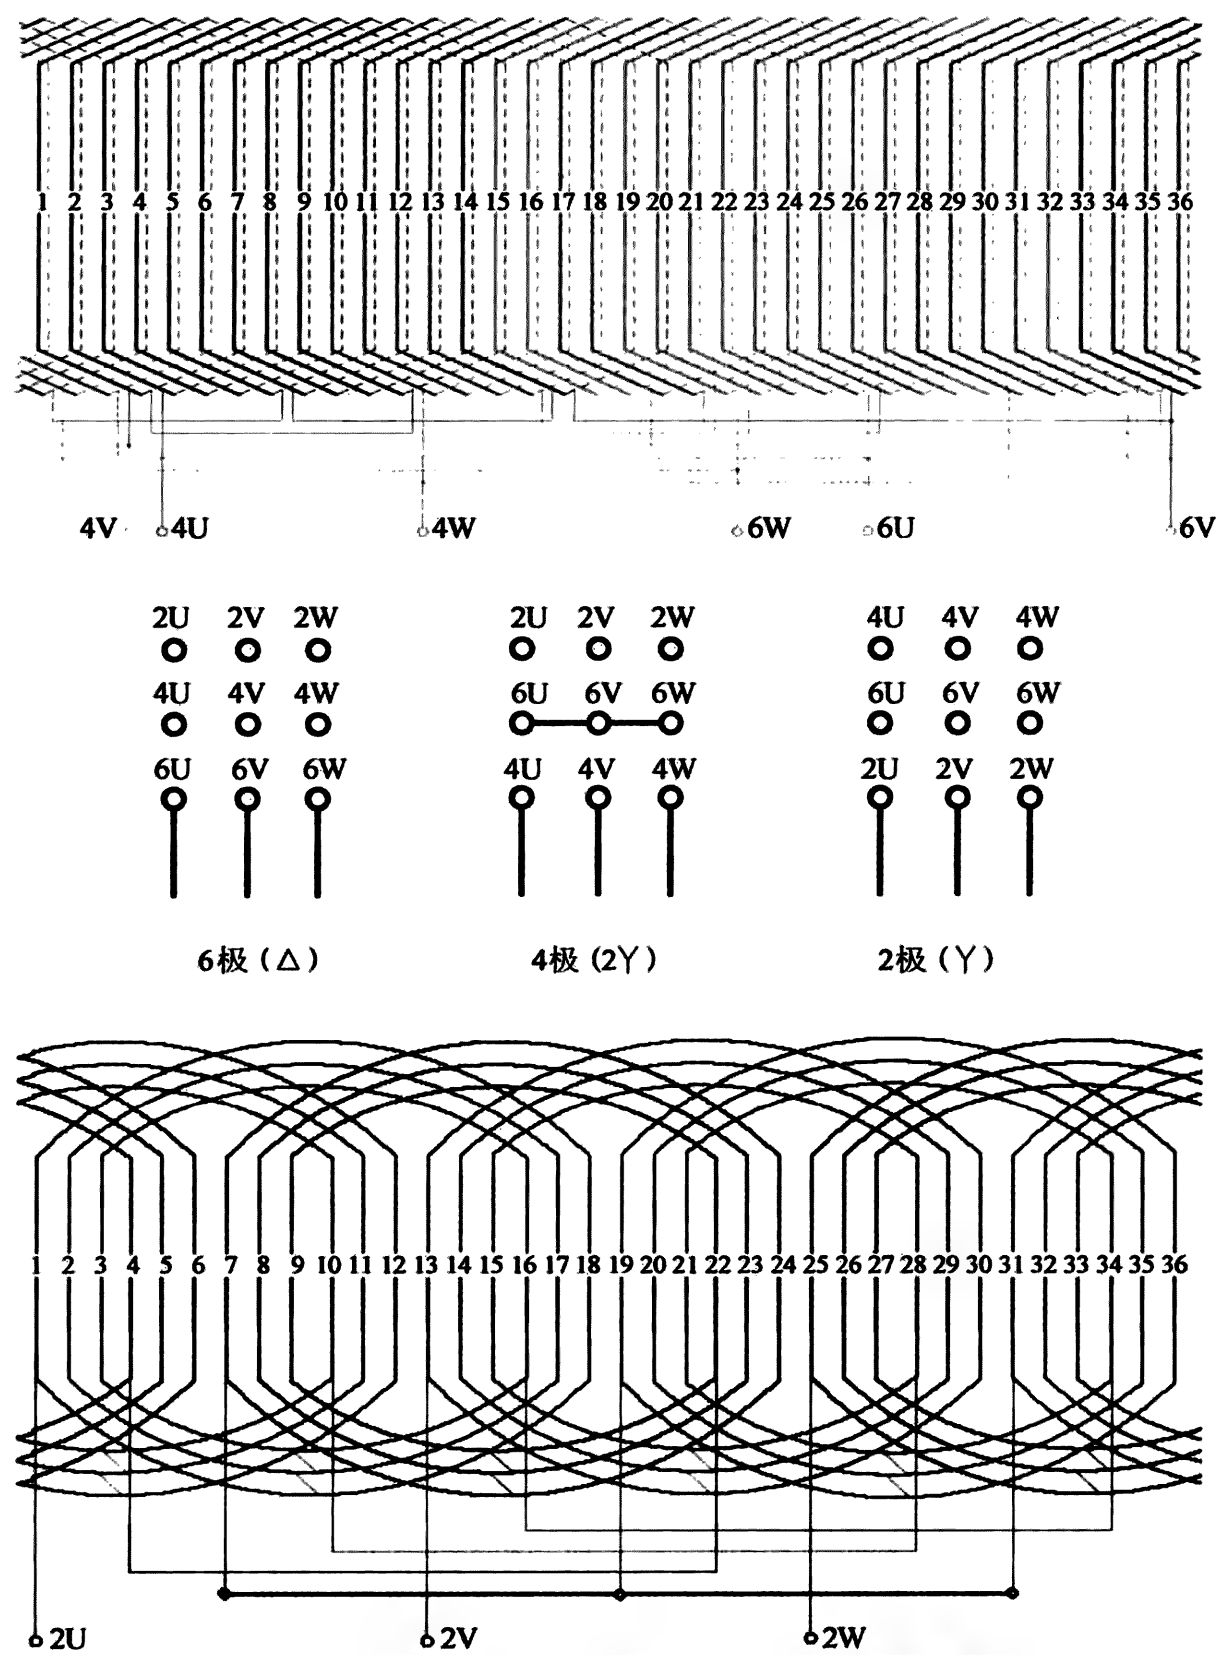 1 2 3 4 5 6 7 8 9 10 11 12 13 14 15 16 17 18 19 20 21 22 23 24 25 26 27 28 29 30 31 32 33 34 35 36
4V 4U 4W 6W 6U 6V
2U 2V 2W 2U 2V 2W 4U 4V 4W
4U 4V 4W 6U 6V 6W 6U 6V 6W
6U 6V 6W 4U 4V 4W 2U 2V 2W
6极(△) 4极(2Y) 2极(Y)
1 2 3 4 5 6 7 8 9 10 11 12 13 14 15 16 17 18 19 20 21 22 23 24 25 26 27 28 29 30 31 32 33 34 35 36
2U 2V 2W